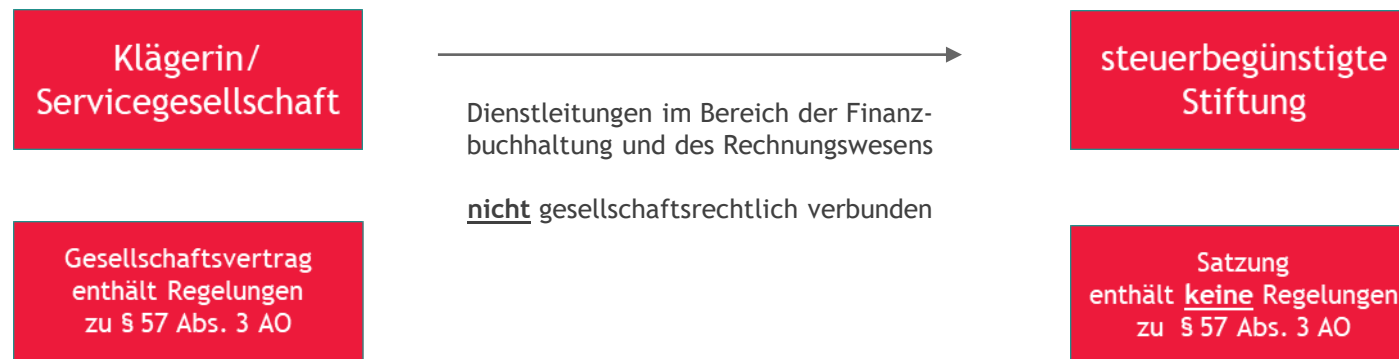 Klägerin/
Servicegesellschaft
Dienstleitungen im Bereich der Finanz-
buchhaltung und des Rechnungswesens
nicht gesellschaftsrechtlich verbunden
steuerbegünstigte
Stiftung
Gesellschaftsvertrag
enthält Regelungen
zu § 57 Abs. 3 AO
Satzung
enthält keine Regelungen
zu § 57 Abs. 3 AO